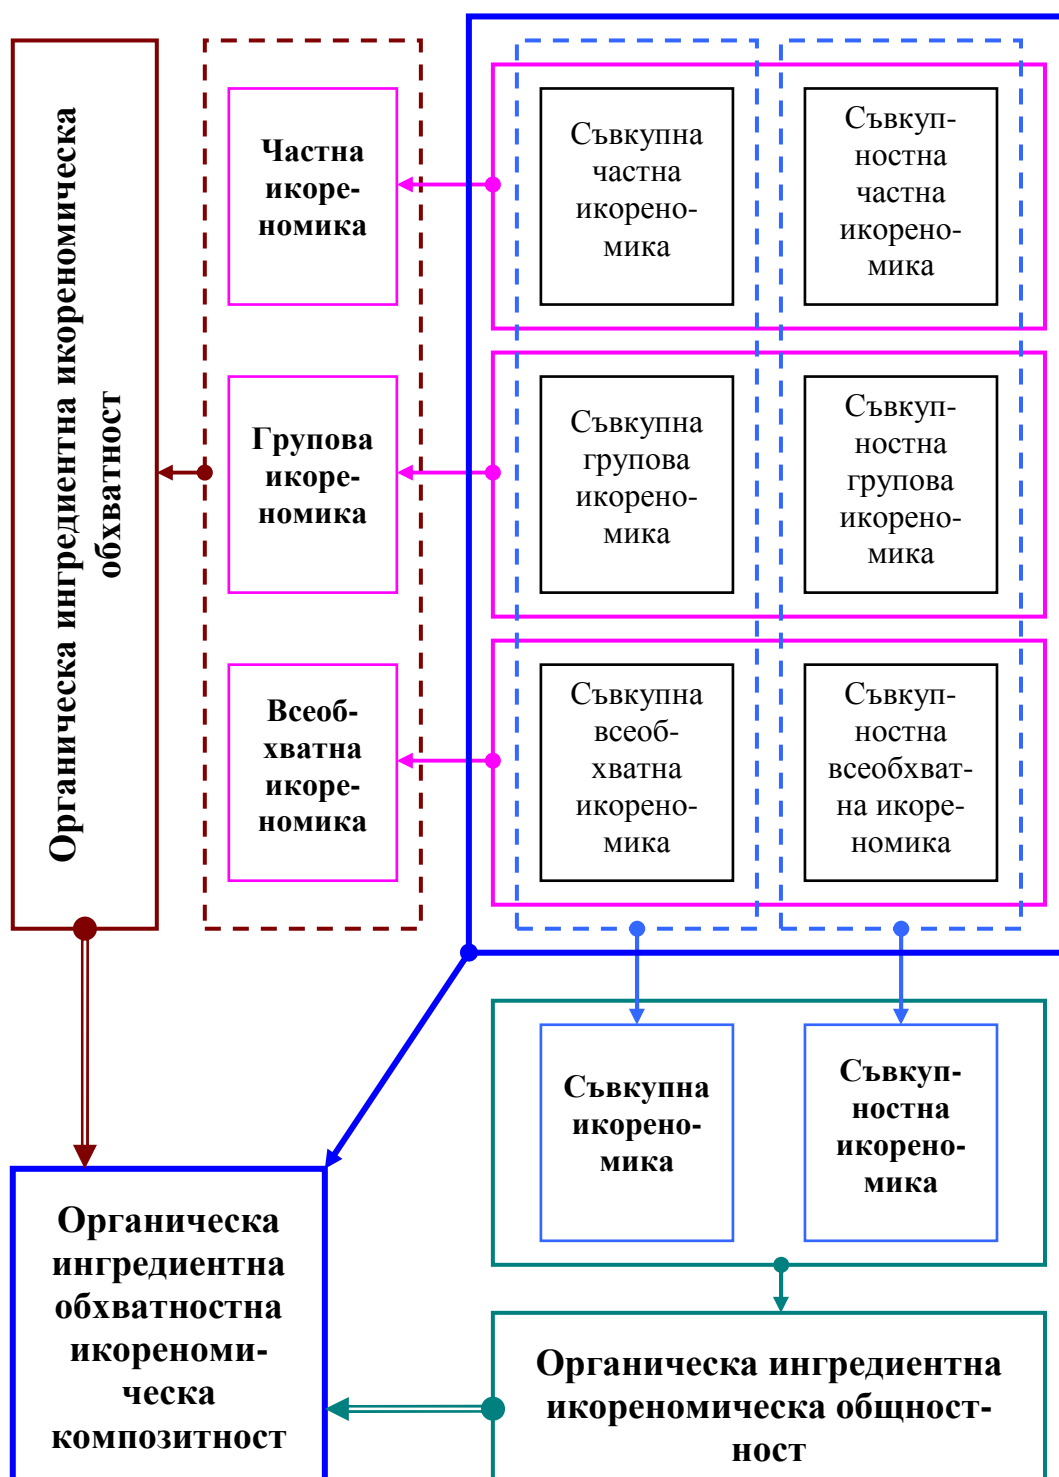 Органическа ингредиентна икореномическа
обхватност
Частна
икоре-
номика
Съвкупна
частна
икорено-
мика
Съвкуп-
ностна
частна
икорено-
мика
Групова
икоре-
номика
Съвкупна
групова
икорено-
мика
Съвкуп-
ностна
групова
икорено-
мика
Всеоб-
хватна
икоре-
номика
Съвкупна
всеоб-
хватна
икорено-
мика
Съвкуп-
ностна
всеобхват-
на икоре-
номика
Съвкупна
икорено-
мика
Съвкуп-
ностна
икорено-
мика
Органическа
ингредиентна
обхватностна
икореноми-
ческа
композитност
Органическа ингредиентна
икореномическа общност-
ност